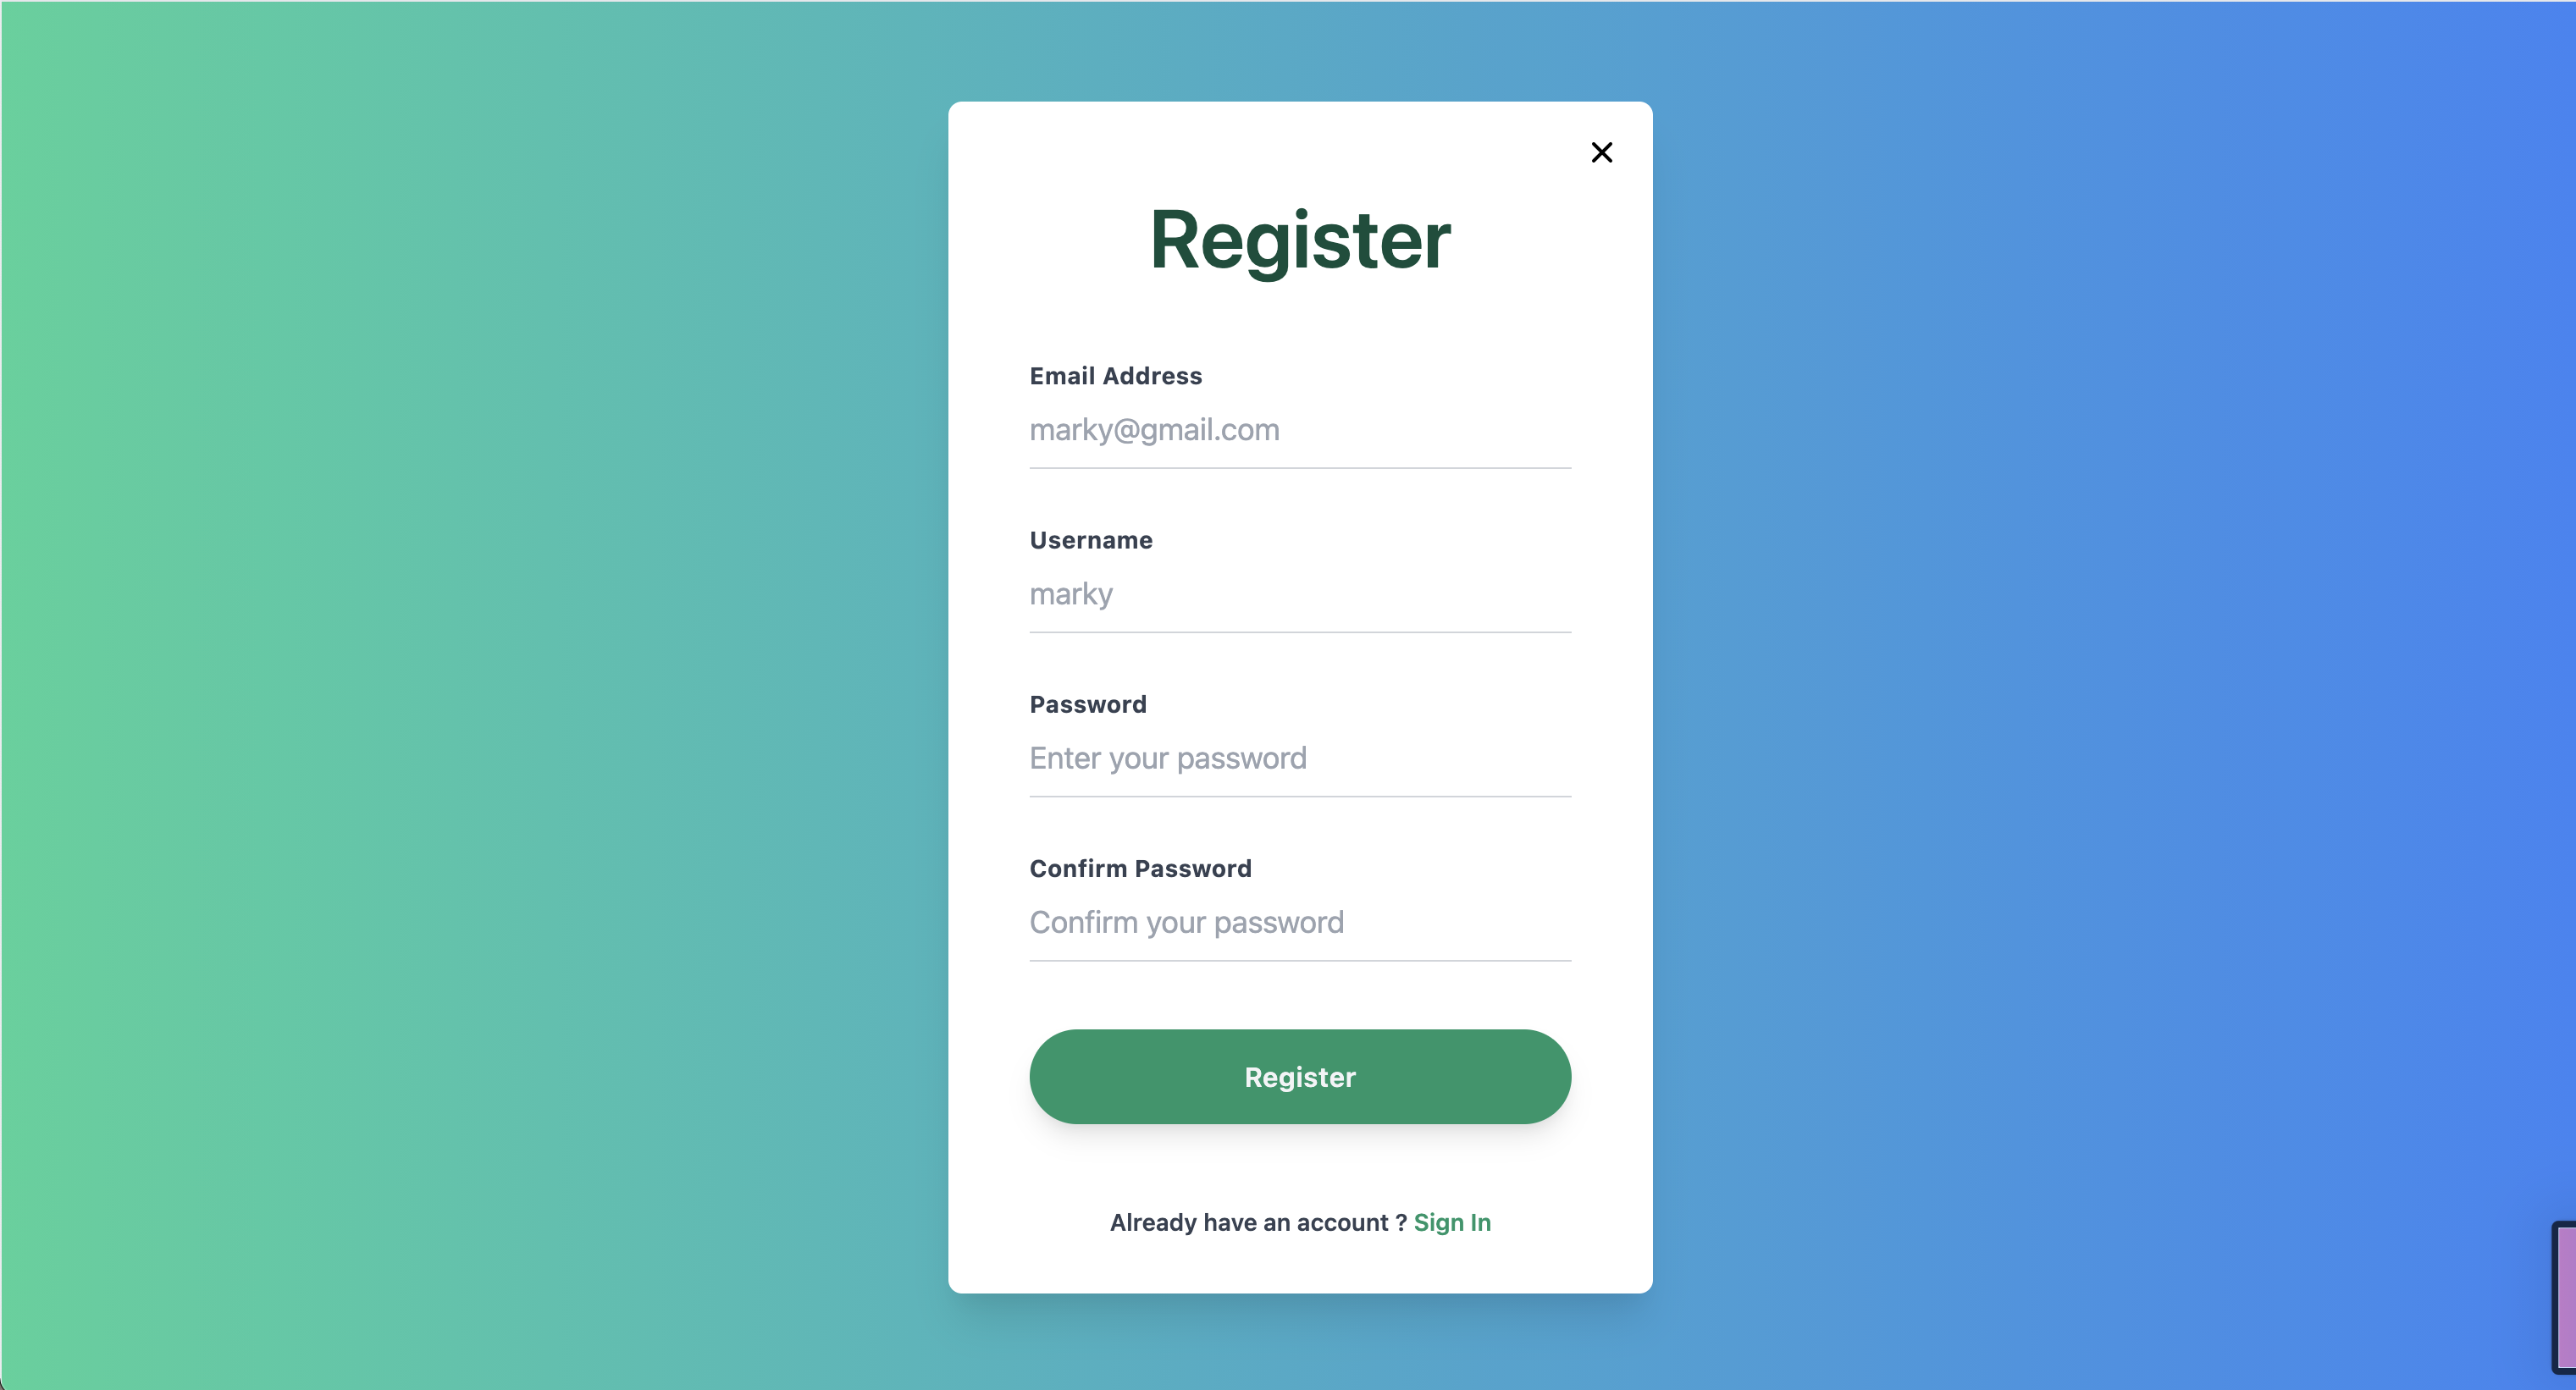 Register
Email Address
marky@gmail.com
Username
marky
Password
Enter your password
Confirm Password
Confirm your password
Register
Already have an account ? Sign In